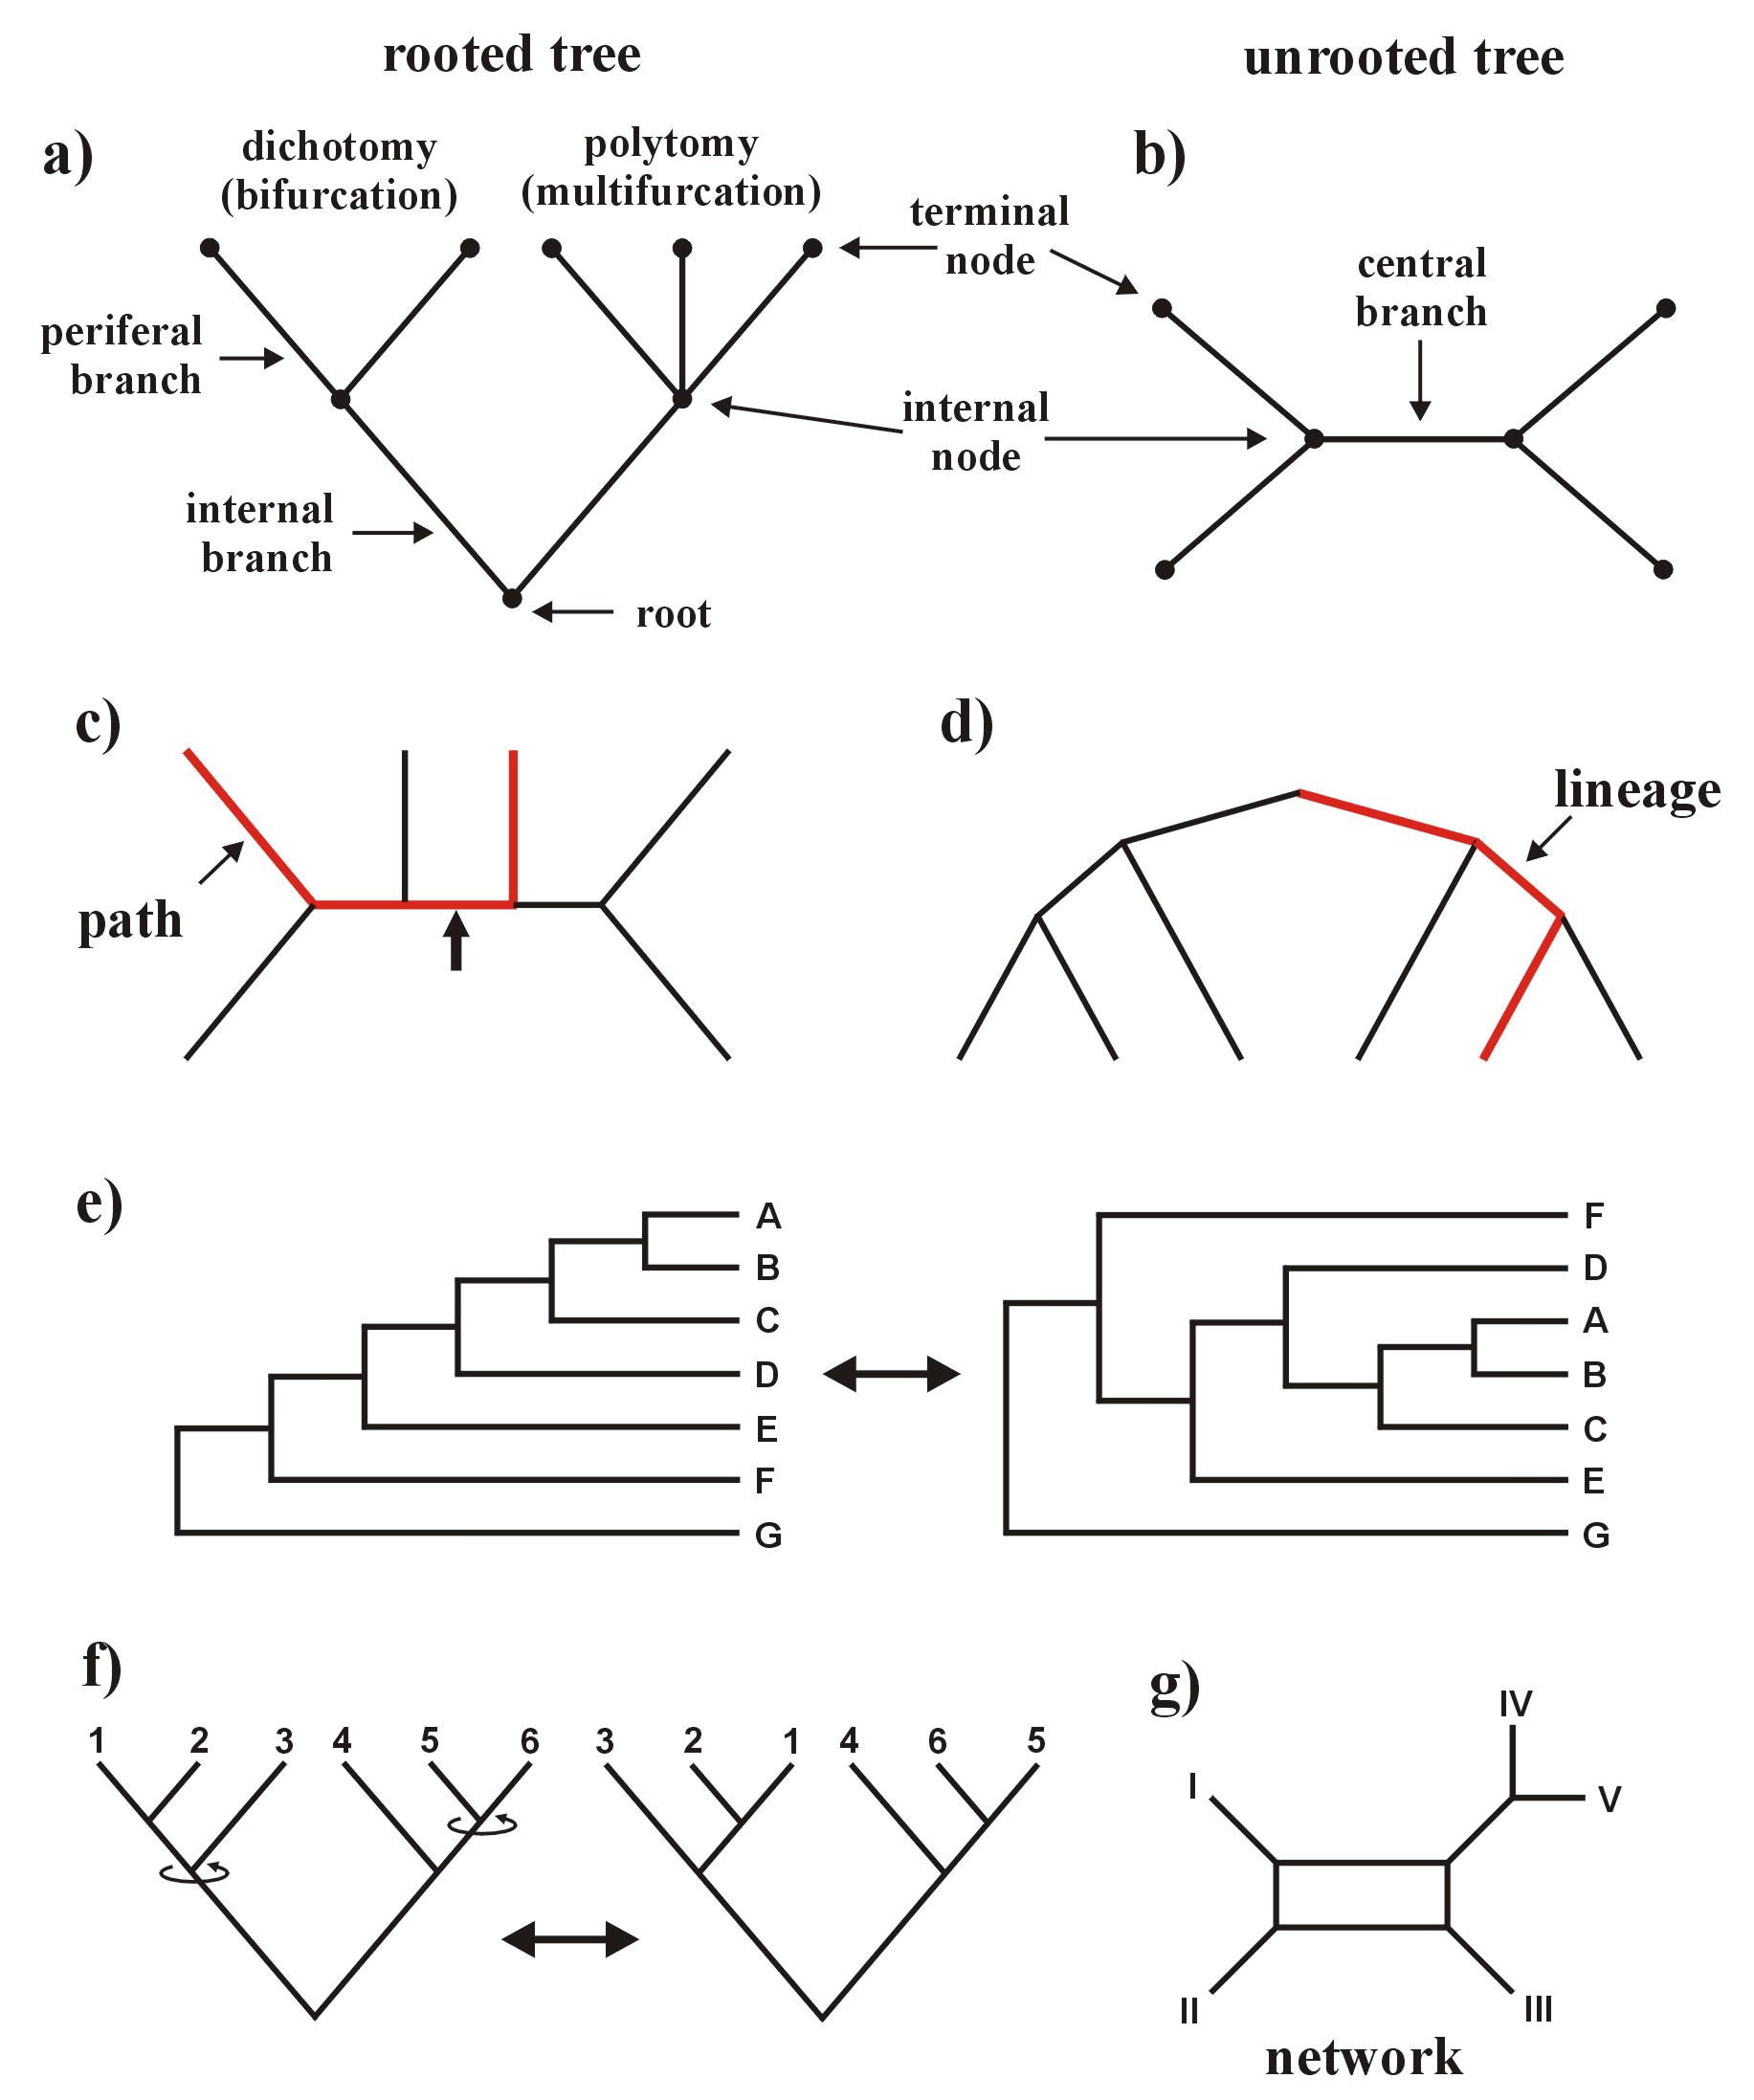 rooted tree
unrooted tree
a)
dichotomy
(bifurcation)
polytomy
(multifurcation)
b)
terminal
node
central
branch
periferal
branch
internal
node
internal
branch
root
c)
d)
lineage
path
e)
A
B
C
D
E
F
G
F
D
A
B
C
E
G
f)
1 2 3 4 5 6
3 2 1 4 6 5
g)
IV
I
V
II
III
network